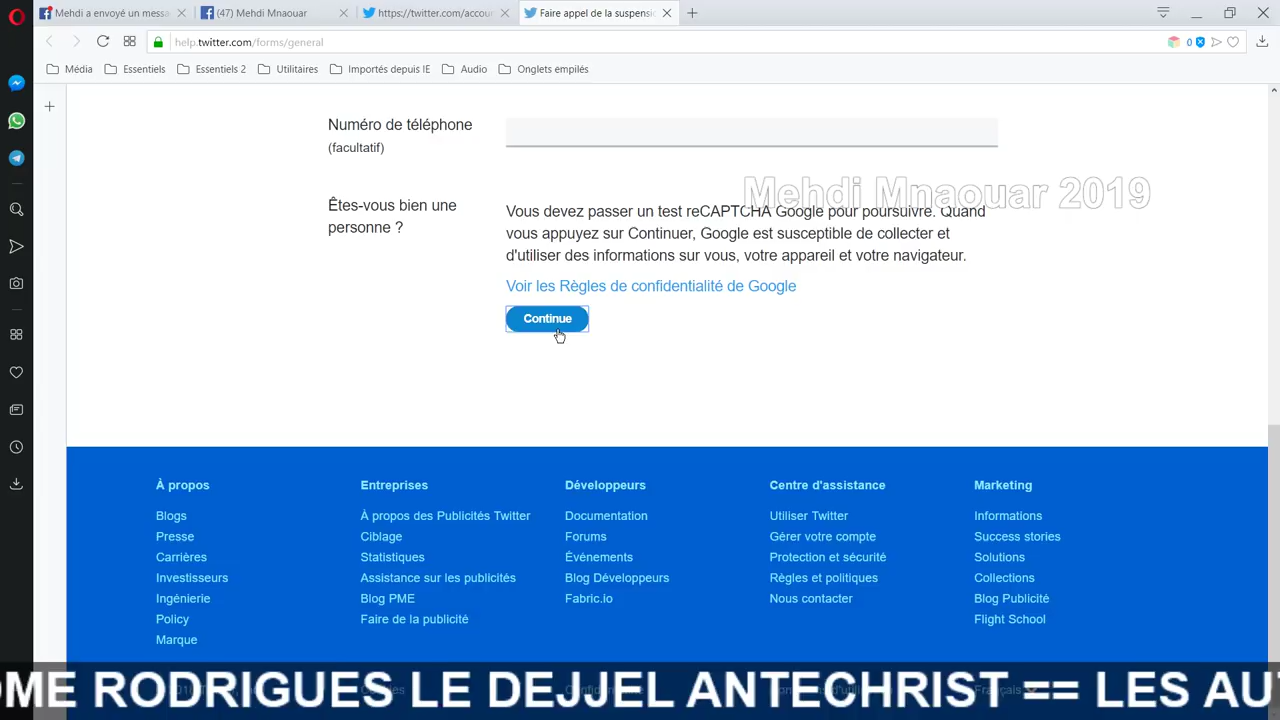 Mehdi a envoyé un messa
(47) Mehdi Mnaouar
https://twitter.com/accou
Faire appel de la suspensio
help.twitter.com/forms/general
0
Média
Essentiels
Essentiels 2
Utilitaires
Importés depuis IE
Audio
Onglets empilés
Numéro de téléphone
(facultatif)
Mehdi Mnaouar 2019
Êtes-vous bien une
personne ?
Vous devez passer un test reCAPTCHA Google pour poursuivre. Quand
vous appuyez sur Continuer, Google est susceptible de collecter et
d'utiliser des informations sur vous, votre appareil et votre navigateur.
Voir les Règles de confidentialité de Google
Continue
À propos
Blogs
Presse
Carrières
Investisseurs
Ingénierie
Policy
Marque
Entreprises
À propos des Publicités Twitter
Ciblage
Statistiques
Assistance sur les publicités
Blog PME
Faire de la publicité
Développeurs
Documentation
Forums
Événements
Blog Développeurs
Fabric.io
Centre d'assistance
Utiliser Twitter
Gérer votre compte
Protection et sécurité
Règles et politiques
Nous contacter
Marketing
Informations
Success stories
Solutions
Collections
Blog Publicité
Flight School
OME RODRIGUES LE DEJJEL ANTECHRIST == LES AU
Français